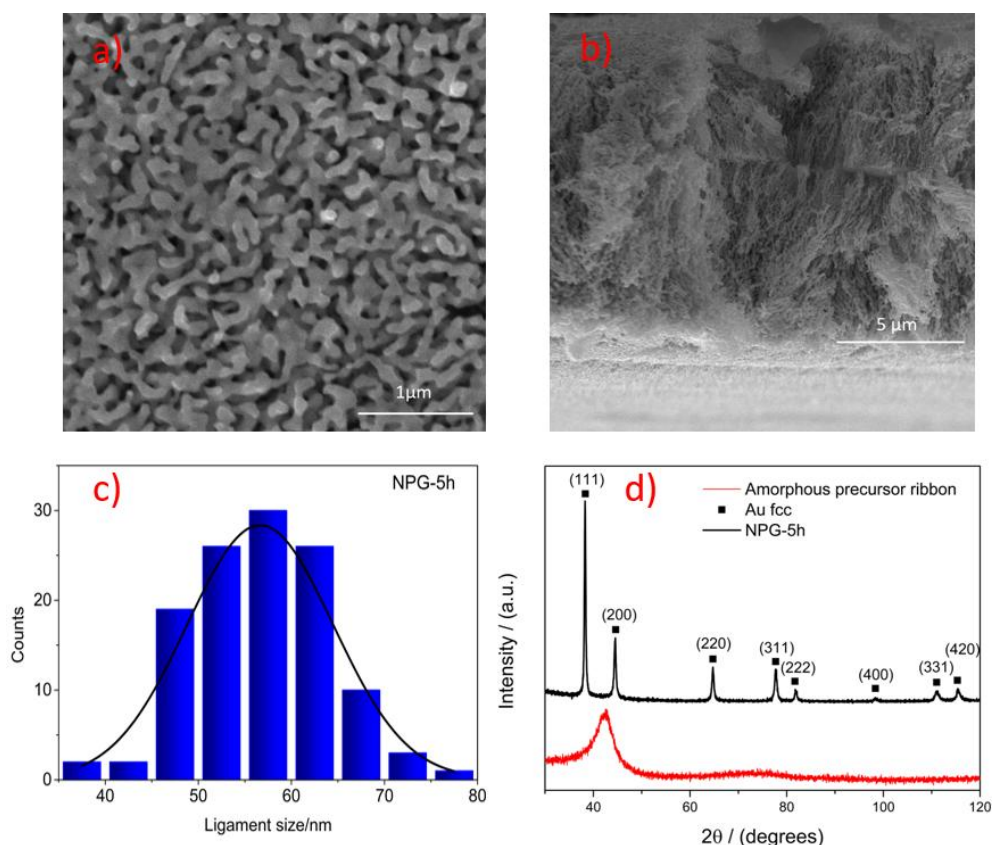 a)
1μm
b)
5 μm
c)
NPG-5h
30
20
10
0
Counts
40
50
60
70
80
Ligament size/nm
d)
Amorphous precursor ribbon
Au fcc
NPG-5h
(111)
(200)
(220)
(311)
(222)
(400)
(331)
(420)
Intensity / (a.u.)
40
60
80
100
120
2θ / (degrees)